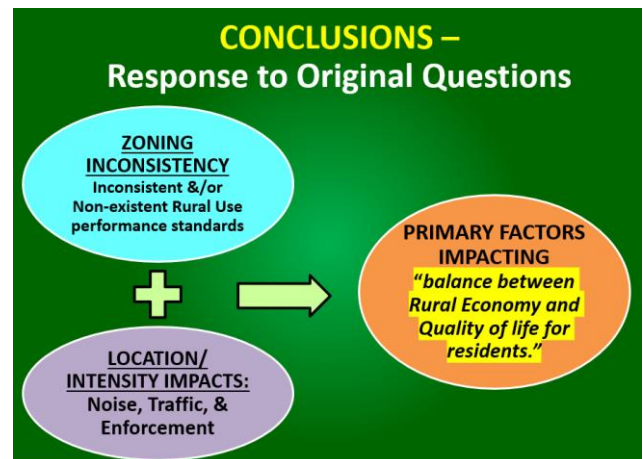 CONCLUSIONS –
Response to Original Questions
ZONING
INCONSISTENCY
Inconsistent &/or
Non-existent Rural Use
performance standards
LOCATION/
INTENSITY IMPACTS:
Noise, Traffic, &
Enforcement
PRIMARY FACTORS
IMPACTING
“balance between
Rural Economy and
Quality of life for
residents.”